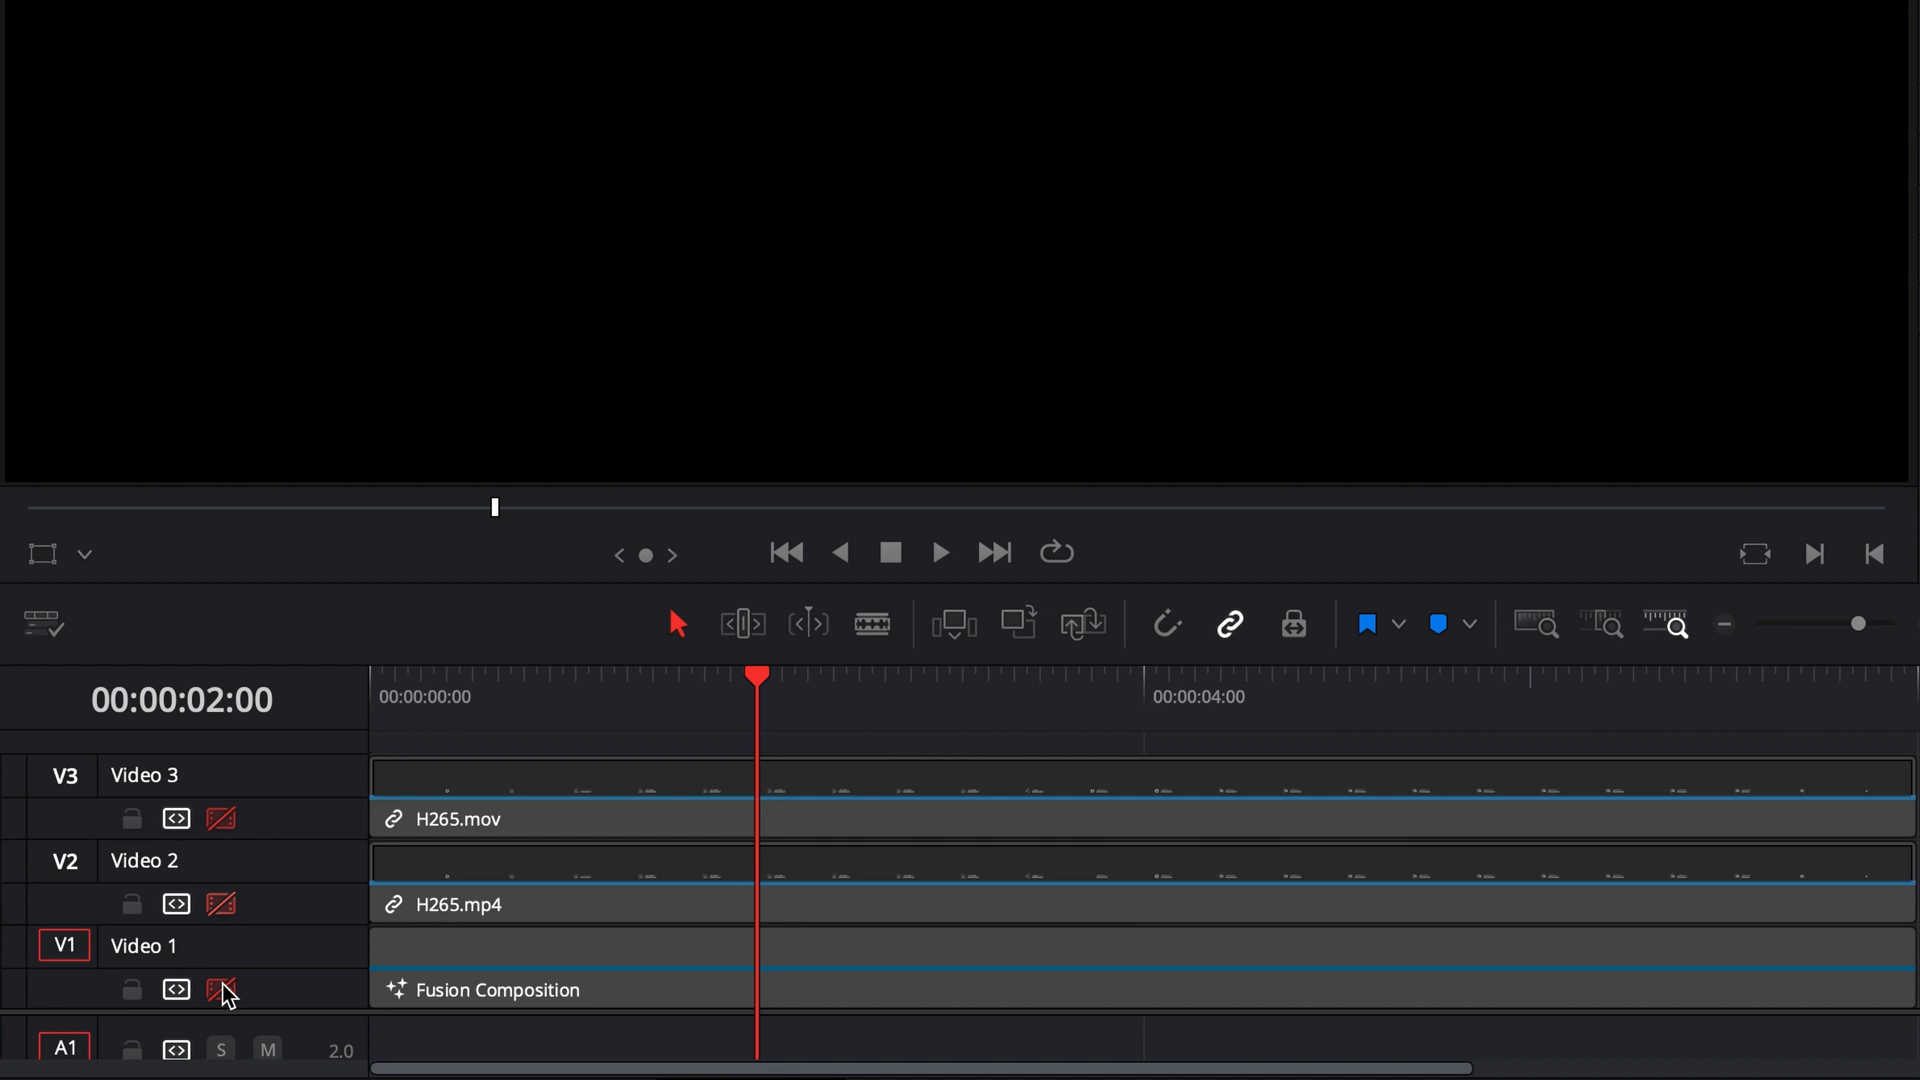 00:00:02:00
00:00:00:00
00:00:04:00
V3 Video 3
H265.mov
V2 Video 2
H265.mp4
V1 Video 1
Fusion Composition
A1 S M 2.0